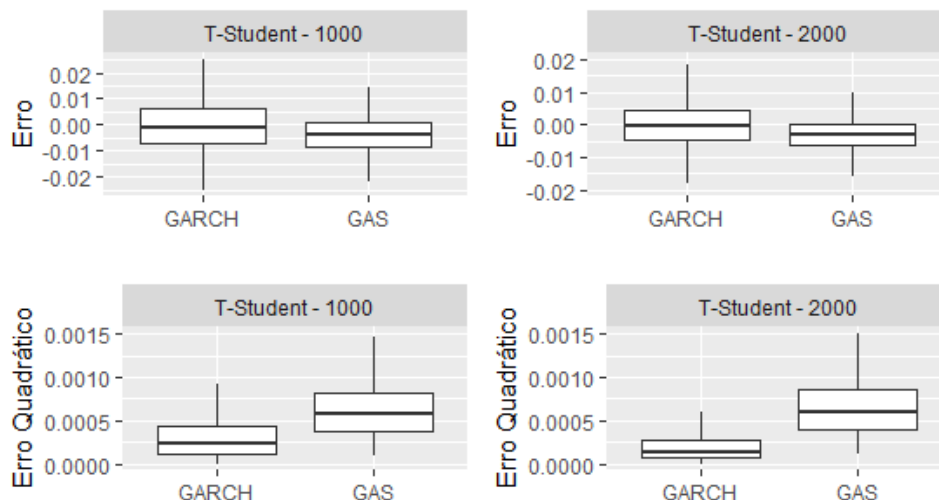 T-Student - 1000
Erro
0.02
0.01
0.00
-0.01
-0.02
GARCH GAS
T-Student - 2000
Erro
0.02
0.01
0.00
-0.01
-0.02
GARCH GAS
T-Student - 1000
Erro Quadrático
0.0015
0.0010
0.0005
0.0000
GARCH GAS
T-Student - 2000
Erro Quadrático
0.0015
0.0010
0.0005
0.0000
GARCH GAS